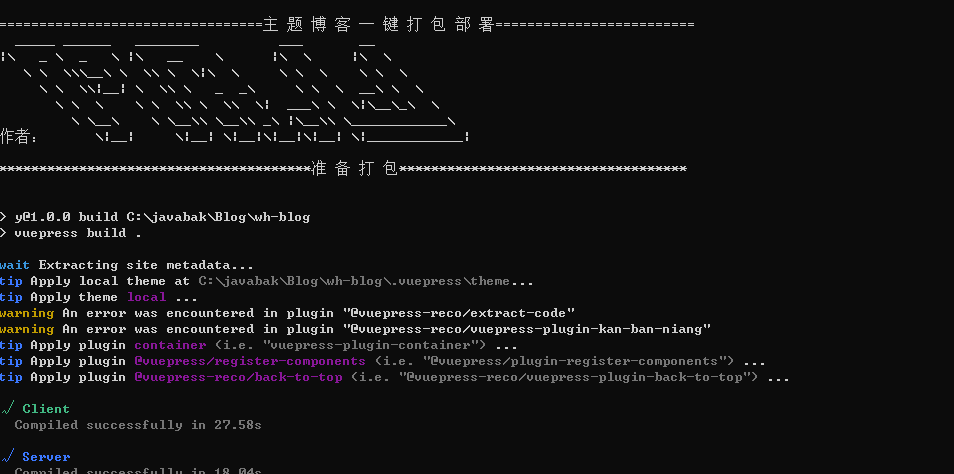 =================================主 题 博 客 一 键 打 包 部 署=========================
作者:
***************************************准 备 打 包************************************
> y@1.0.0 build C:\javabak\Blog\wh-blog
> vuepress build .
wait Extracting site metadata...
tip Apply local theme at C:\javabak\Blog\wh-blog\.vuepress\theme...
tip Apply theme local ...
warning An error was encountered in plugin "@vuepress-reco/extract-code"
warning An error was encountered in plugin "@vuepress-reco/vuepress-plugin-kan-ban-niang"
tip Apply plugin container (i.e. "vuepress-plugin-container") ...
tip Apply plugin @vuepress/register-components (i.e. "@vuepress/plugin-register-components") ...
tip Apply plugin @vuepress-reco/back-to-top (i.e. "@vuepress-reco/vuepress-plugin-back-to-top") ...
√ Client
Compiled successfully in 27.58s
√ Server
Compiled successfully in 18.04s